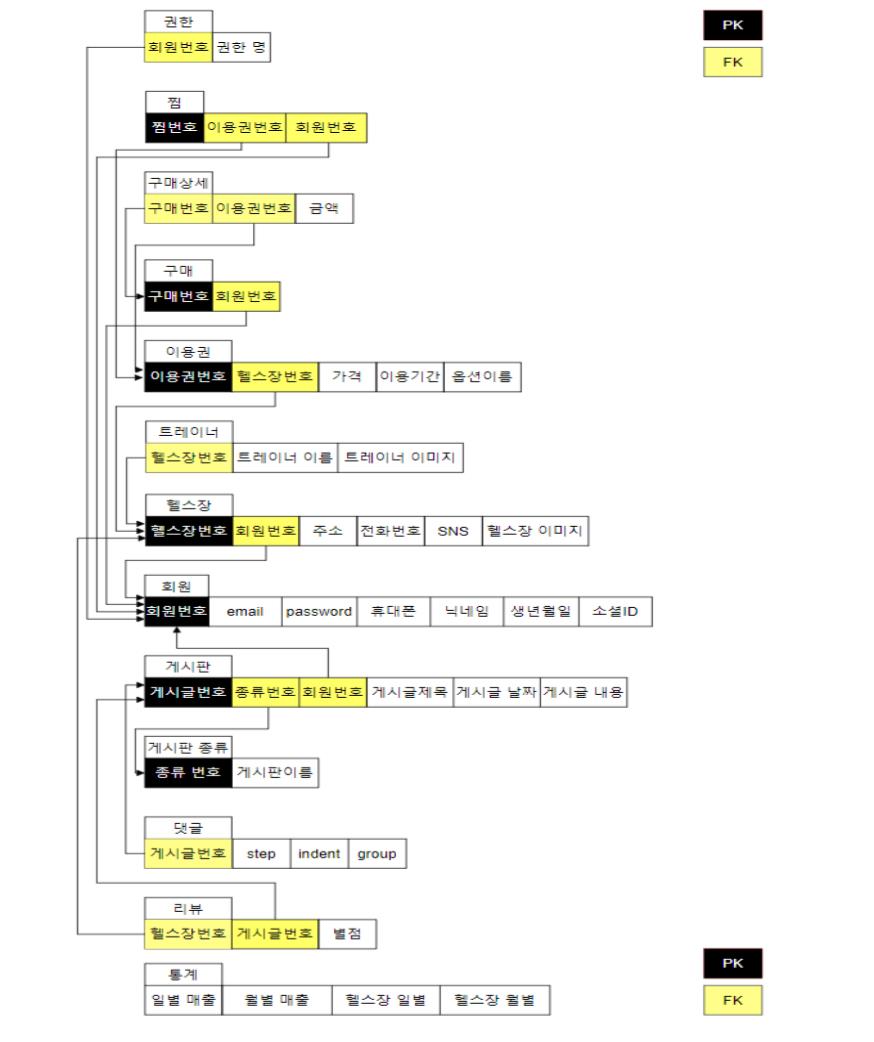 권한
PK
회원번호 권한 명
FK
찜
찜번호 이용권번호 회원번호
구매상세
구매번호 이용권번호 금액
구매
구매번호 회원번호
이용권
이용권번호 헬스장번호 가격 이용기간 옵션이름
트레이너
헬스장번호 트레이너 이름 트레이너 이미지
헬스장
헬스장번호 회원번호 주소 전화번호 SNS 헬스장 이미지
회원
회원번호 email password 휴대폰 닉네임 생년월일 소셜ID
게시판
게시글번호 종류번호 회원번호 게시글제목 게시글 날짜 게시글 내용
게시판 종류
종류 번호 게시판이름
댓글
게시글번호 step indent group
리뷰
헬스장번호 게시글번호 별점
PK
통계
일별 매출 월별 매출 헬스장 일별 헬스장 월별
FK